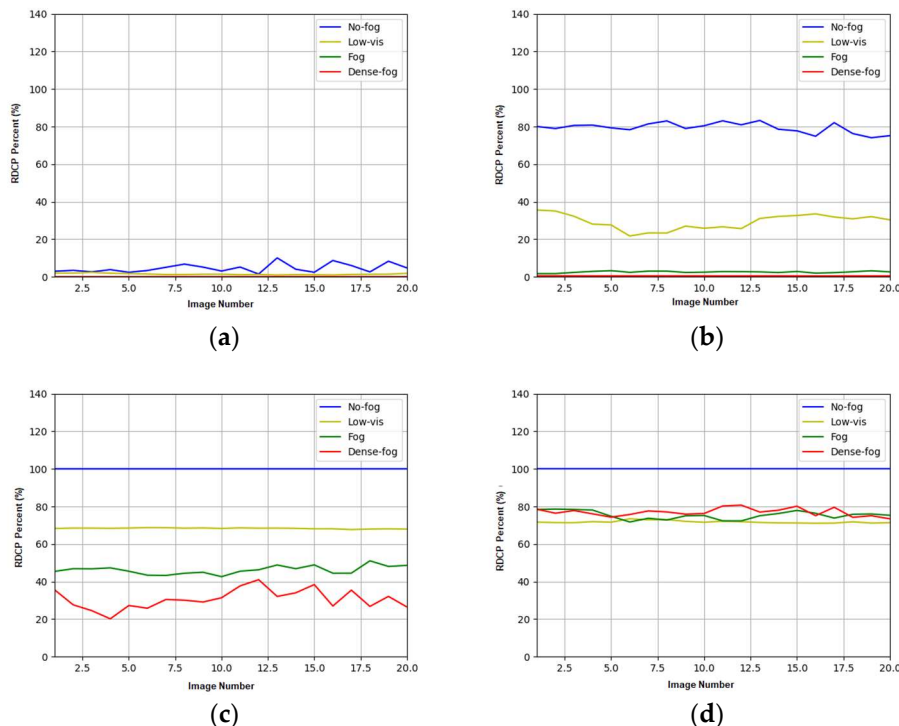 140
120
100
80
60
40
20
0
RDCP Percent (%)
No-fog
Low-vis
Fog
Dense-fog
2.5 5.0 7.5 10.0 12.5 15.0 17.5 20.0
Image Number
(a)
140
120
100
80
60
40
20
0
RDCP Percent (%)
No-fog
Low-vis
Fog
Dense-fog
2.5 5.0 7.5 10.0 12.5 15.0 17.5 20.0
Image Number
(b)
140
120
100
80
60
40
20
0
RDCP Percent (%)
No-fog
Low-vis
Fog
Dense-fog
2.5 5.0 7.5 10.0 12.5 15.0 17.5 20.0
Image Number
(c)
140
120
100
80
60
40
20
0
RDCP Percent (%)
No-fog
Low-vis
Fog
Dense-fog
2.5 5.0 7.5 10.0 12.5 15.0 17.5 20.0
Image Number
(d)